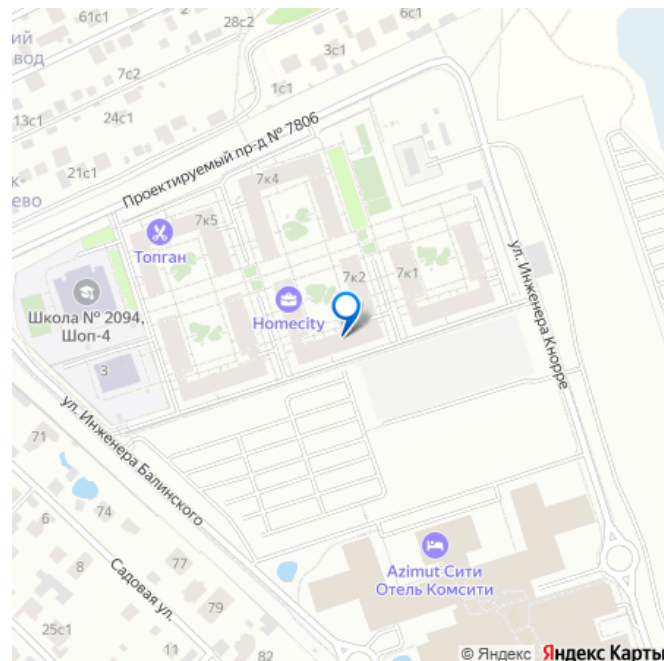 61с1
28с2
6с1
ский
вод
3с1
7с2
1с1
13с1
24с1
Проектируемый пр-д № 7806
21с1
к-
ево
7к4
7к5
Топган
7к2
7к1
ул. Инженера Кнорре
Школа № 2094,
Шоп-4
Homecity
3
ул. Инженера Балинского
71
74
6
77
8
Садовая ул.
79
Azimut Сити
Отель Комсити
25с1
11
82
© Яндекс Яндекс Карты